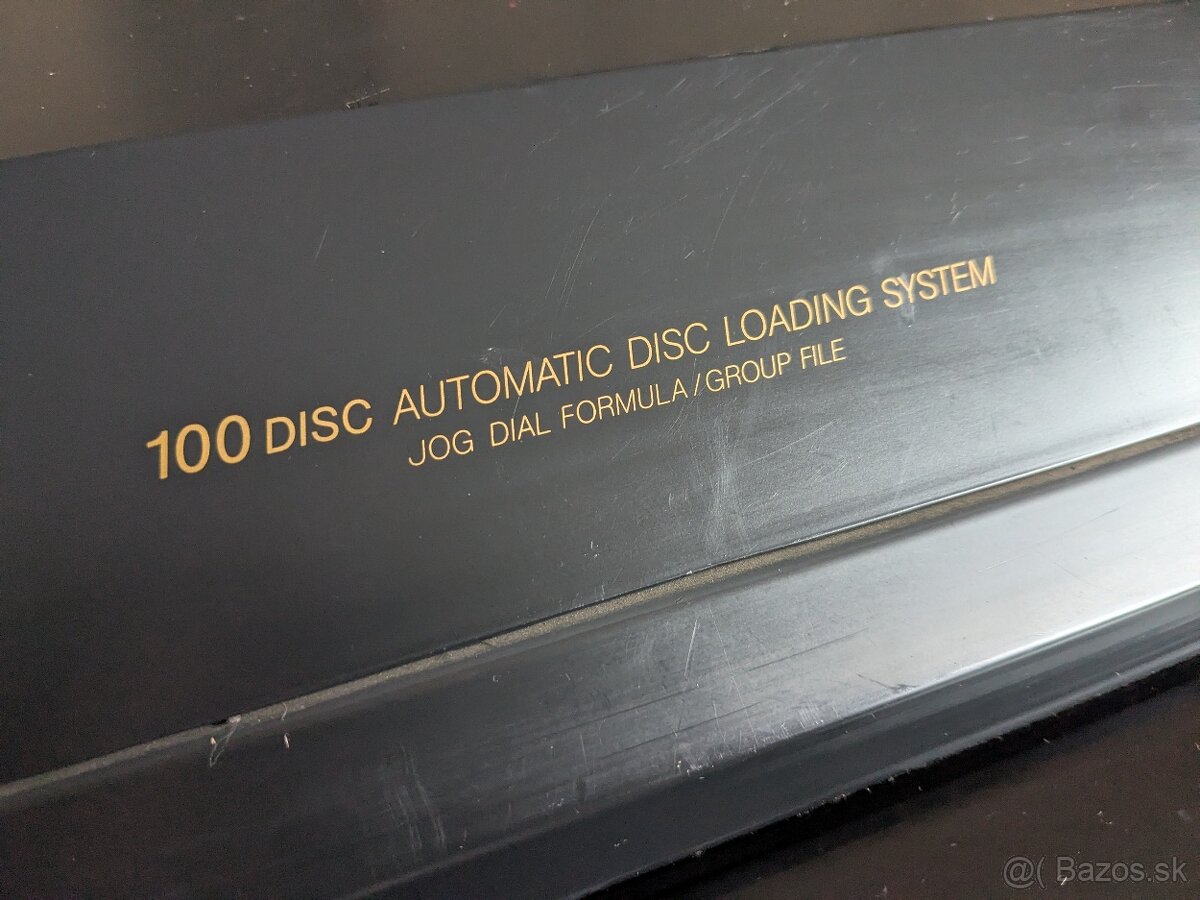 100 DISC AUTOMATIC DISC LOADING SYSTEM
JOG DIAL FORMULA / GROUP FILE
@( Bazos.sk